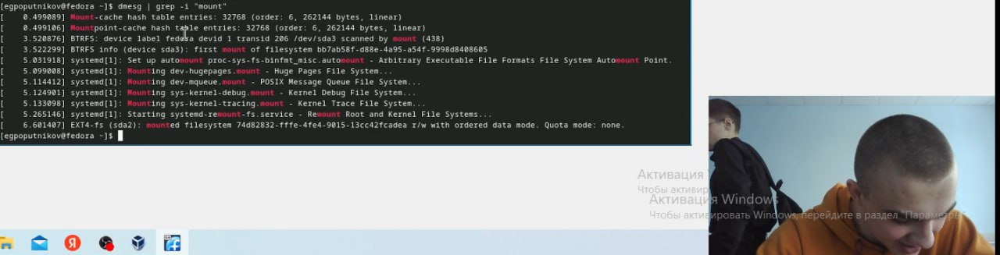 [egpoputnikov@fedora ~]$ dmesg | grep -i "mount"
[    0.499089] Mount-cache hash table entries: 32768 (order: 6, 262144 bytes, linear)
[    0.499106] Mountpoint-cache hash table entries: 32768 (order: 6, 262144 bytes, linear)
[    3.520876] BTRFS: device label fedora devid 1 transid 206 /dev/sda3 scanned by mount (438)
[    3.522299] BTRFS info (device sda3): first mount of filesystem bb7ab58f-d88e-4a95-a54f-9998d8408605
[    5.031918] systemd[1]: Set up automount proc-sys-fs-binfmt_misc.automount - Arbitrary Executable File Formats File System Automount Point.
[    5.099008] systemd[1]: Mounting dev-hugepages.mount - Huge Pages File System...
[    5.114412] systemd[1]: Mounting dev-mqueue.mount - POSIX Message Queue File System...
[    5.124901] systemd[1]: Mounting sys-kernel-debug.mount - Kernel Debug File System...
[    5.133098] systemd[1]: Mounting sys-kernel-tracing.mount - Kernel Trace File System...
[    5.265146] systemd[1]: Starting systemd-remount-fs.service - Remount Root and Kernel File Systems...
[    6.601407] EXT4-fs (sda2): mounted filesystem 74d82832-fffe-4fe4-9015-13cc42fcadea r/w with ordered data mode. Quota mode: none.
[egpoputnikov@fedora ~]$
Активация
Чтобы активир
Активация Windows
Чтобы активировать Windows, перейдите в раздел "Параметры"
Я
64